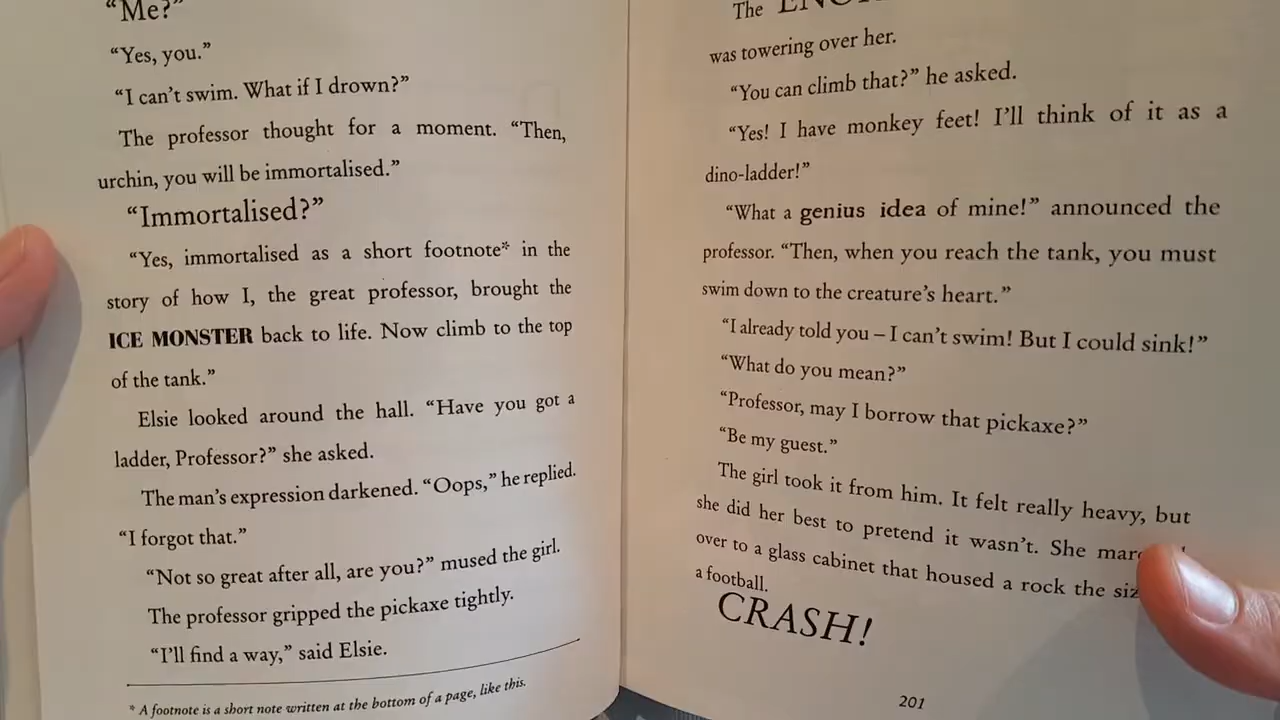 “Me?”
“Yes, you.”
“I can’t swim. What if I drown?”
The professor thought for a moment. “Then,
urchin, you will be immortalised.”
“Immortalised?”
“Yes, immortalised as a short footnote* in the
story of how I, the great professor, brought the
ICE MONSTER back to life. Now climb to the top
of the tank.”
Elsie looked around the hall. “Have you got a
ladder, Professor?” she asked.
The man’s expression darkened. “Oops,” he replied.
“I forgot that.”
“Not so great after all, are you?” mused the girl.
The professor gripped the pickaxe tightly.
“I’ll find a way,” said Elsie.
* A footnote is a short note written at the bottom of a page, like this.
The
was towering over her.
“You can climb that?” he asked.
“Yes! I have monkey feet! I’ll think of it as a
dino-ladder!”
“What a genius idea of mine!” announced the
professor. “Then, when you reach the tank, you must
swim down to the creature’s heart.”
“I already told you – I can’t swim! But I could sink!”
“What do you mean?”
“Professor, may I borrow that pickaxe?”
“Be my guest.”
The girl took it from him. It felt really heavy, but
she did her best to pretend it wasn’t. She
over to a glass cabinet that housed a rock the
a football.
CRASH!
201